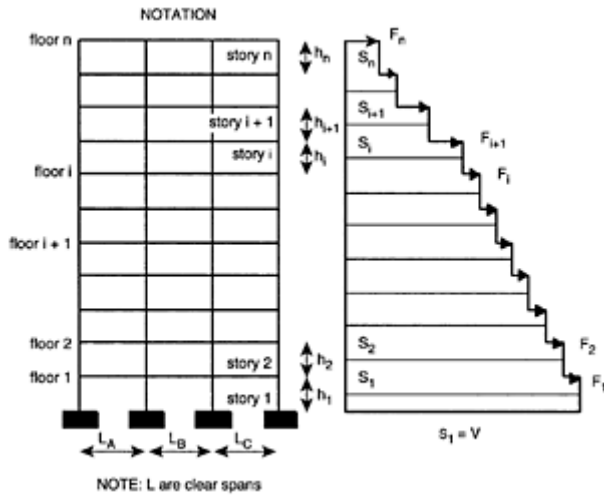 NOTATION
floor n
story n
h_n
F_n
S_n
story i + 1
h_i+1
S_i+1
F_i+1
story i
h_i
S_i
floor i
F_i
floor i + 1
floor 2
story 2
h_2
S_2
F_2
floor 1
story 1
h_1
S_1
F_1
L_A
L_B
L_C
S_1 = V
NOTE: L are clear spans